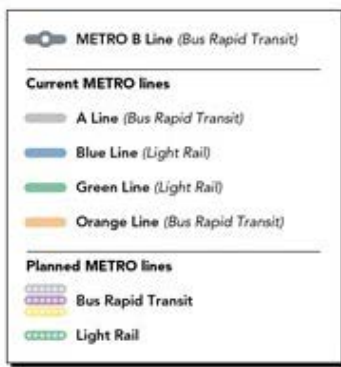 METRO B Line (Bus Rapid Transit)
Current METRO lines
A Line (Bus Rapid Transit)
Blue Line (Light Rail)
Green Line (Light Rail)
Orange Line (Bus Rapid Transit)
Planned METRO lines
Bus Rapid Transit
Light Rail